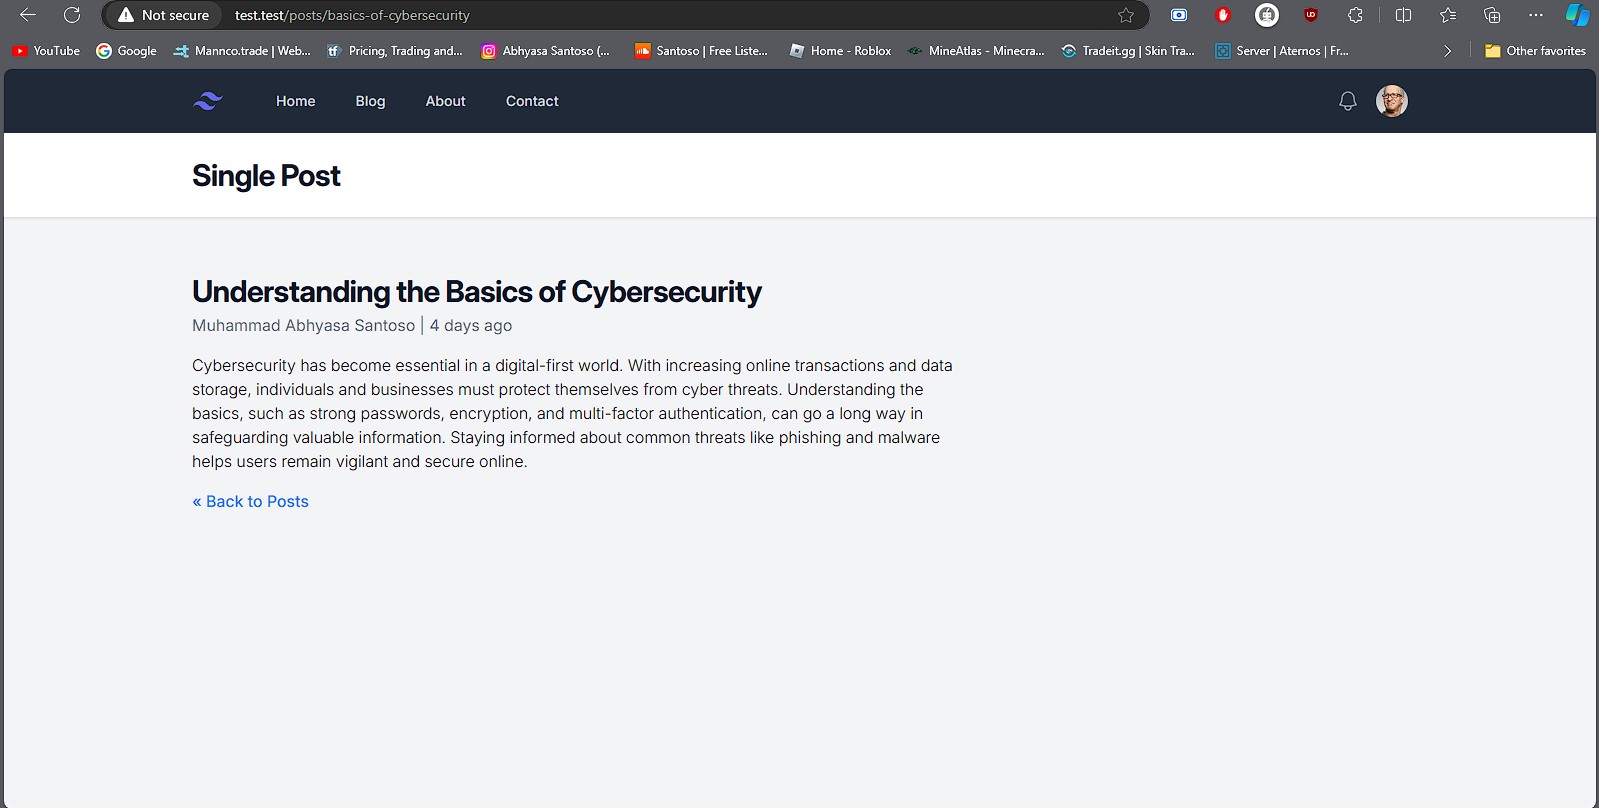 Not secure
test.test/posts/basics-of-cybersecurity
YouTube
Google
Mannco.trade | Web...
Pricing, Trading and...
Abhyasa Santoso (...
Santoso | Free Liste...
Home - Roblox
MineAtlas - Minecra...
Tradeit.gg | Skin Tra...
Server | Aternos | Fr...
Other favorites
Home
Blog
About
Contact
Single Post
Understanding the Basics of Cybersecurity
Muhammad Abhyasa Santoso | 4 days ago
Cybersecurity has become essential in a digital-first world. With increasing online transactions and data
storage, individuals and businesses must protect themselves from cyber threats. Understanding the
basics, such as strong passwords, encryption, and multi-factor authentication, can go a long way in
safeguarding valuable information. Staying informed about common threats like phishing and malware
helps users remain vigilant and secure online.
« Back to Posts